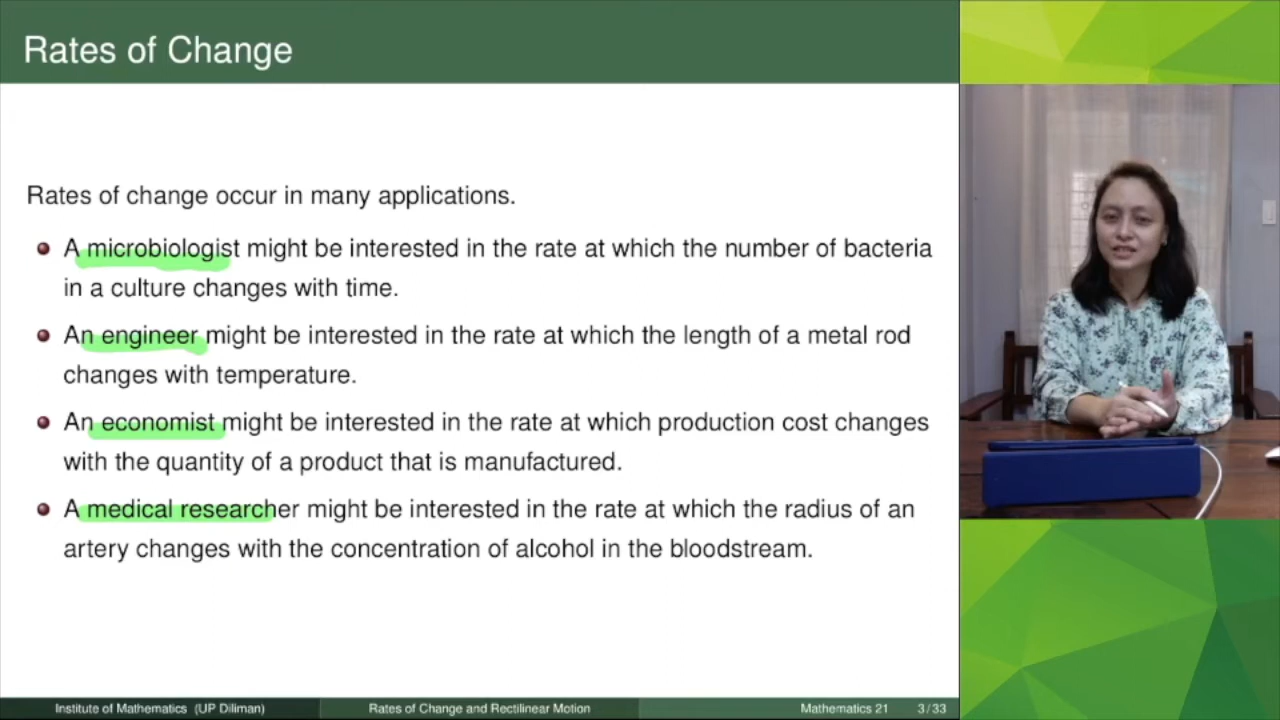 Rates of Change
Rates of change occur in many applications.
A microbiologist might be interested in the rate at which the number of bacteria
in a culture changes with time.
An engineer might be interested in the rate at which the length of a metal rod
changes with temperature.
An economist might be interested in the rate at which production cost changes
with the quantity of a product that is manufactured.
A medical researcher might be interested in the rate at which the radius of an
artery changes with the concentration of alcohol in the bloodstream.
Institute of Mathematics (UP Diliman) Rates of Change and Rectilinear Motion Mathematics 21 3 / 33